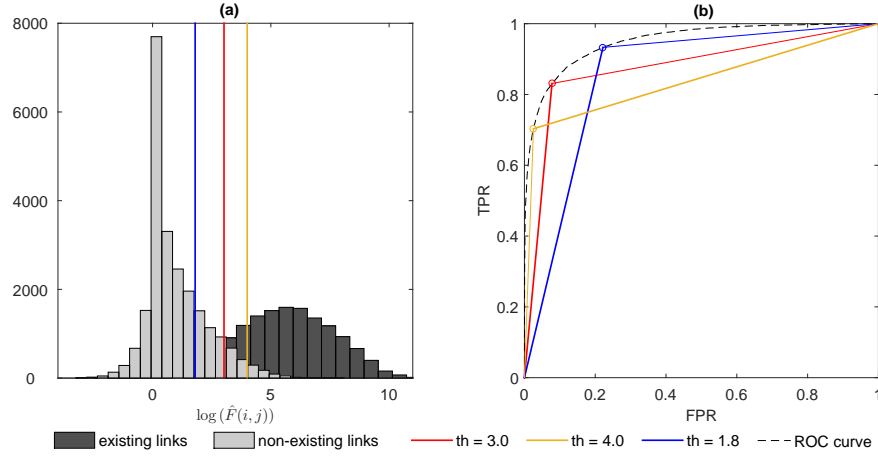 (a)
8000
6000
4000
2000
0
0 5 10
log (F̂(i, j))
(b)
1
0.8
0.6
0.4
0.2
0
TPR
0 0.2 0.4 0.6 0.8 1
FPR
existing links non-existing links th = 3.0 th = 4.0 th = 1.8 ROC curve